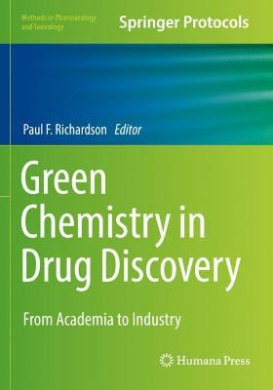 Methods in Pharmacology
and Toxicology
Springer Protocols
Paul F. Richardson Editor
Green
Chemistry in
Drug Discovery
From Academia to Industry
Humana Press